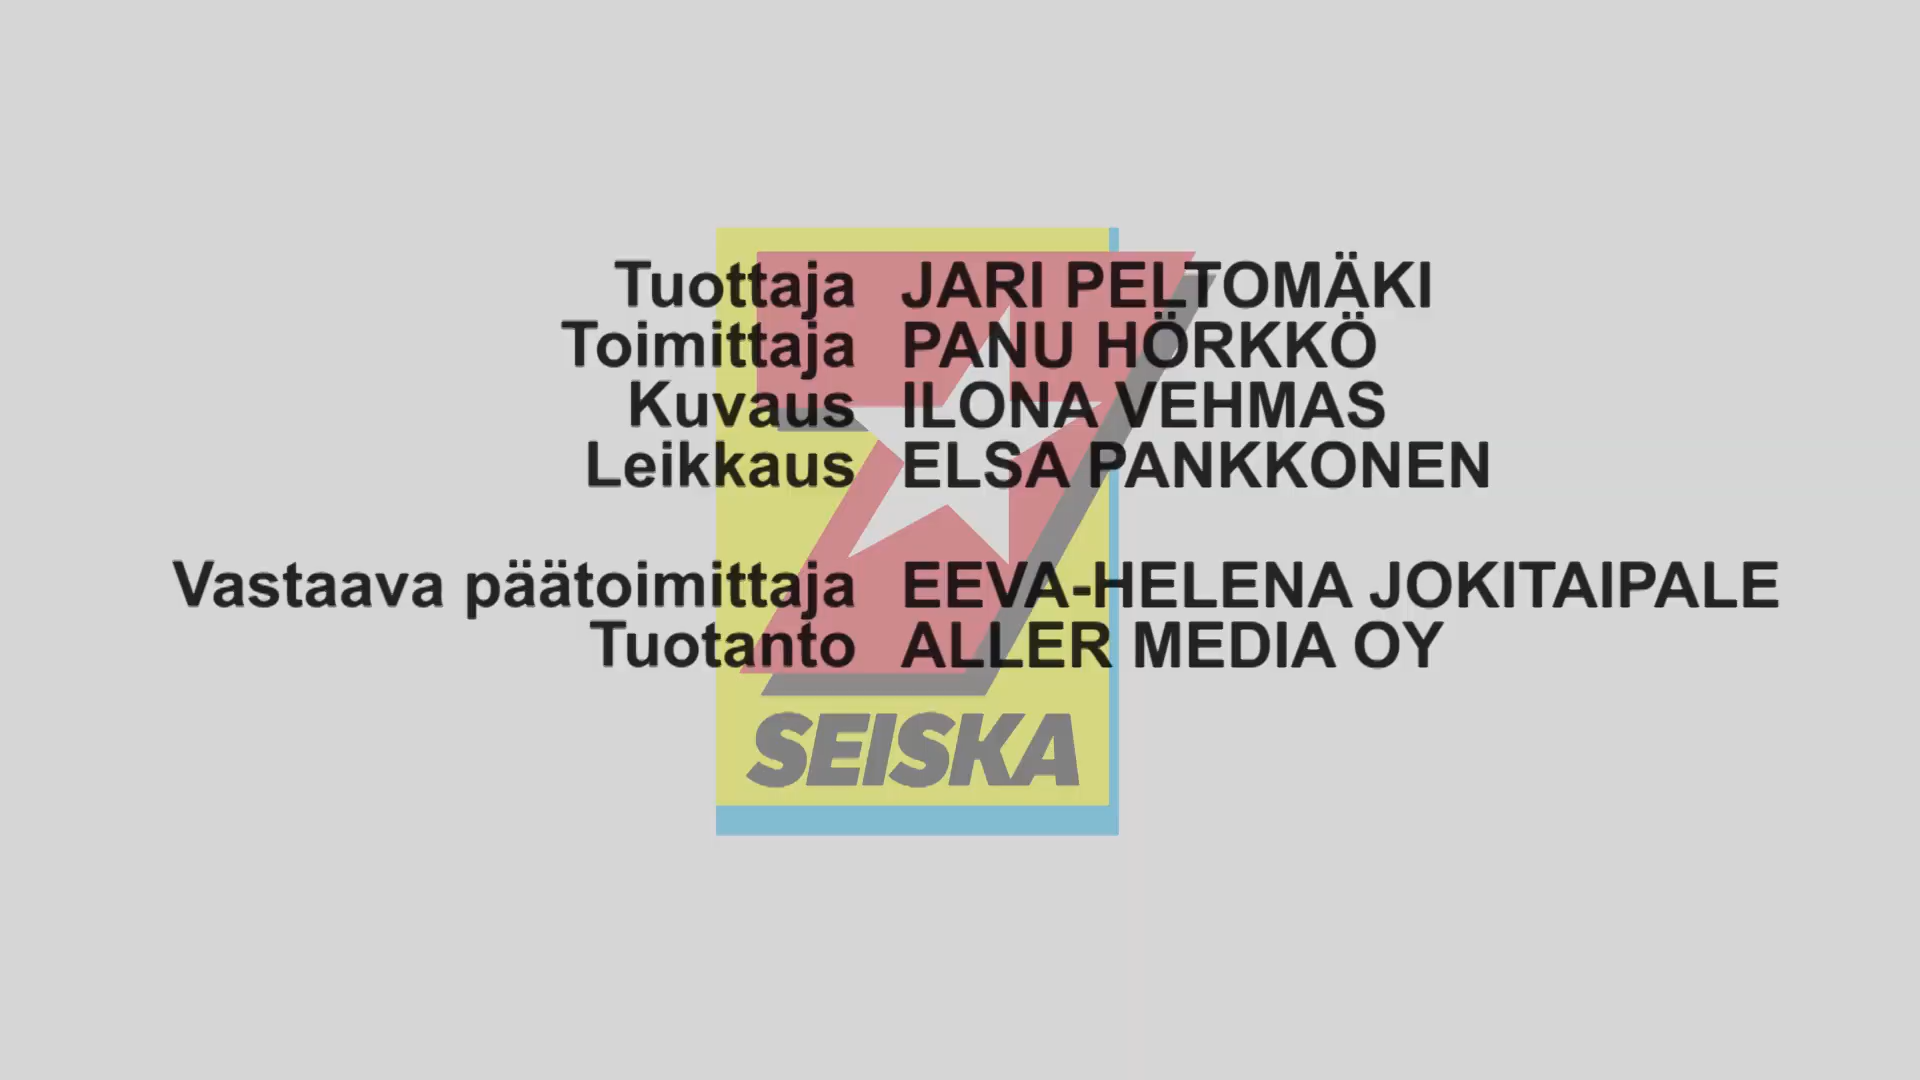 Tuottaja JARI PELTOMÄKI
Toimittaja PANU HÖRKKÖ
Kuvaus ILONA VEHMAS
Leikkaus ELSA PANKKONEN
Vastaava päätoimittaja EEVA-HELENA JOKITAIPALE
Tuotanto ALLER MEDIA OY
7
SEISKA